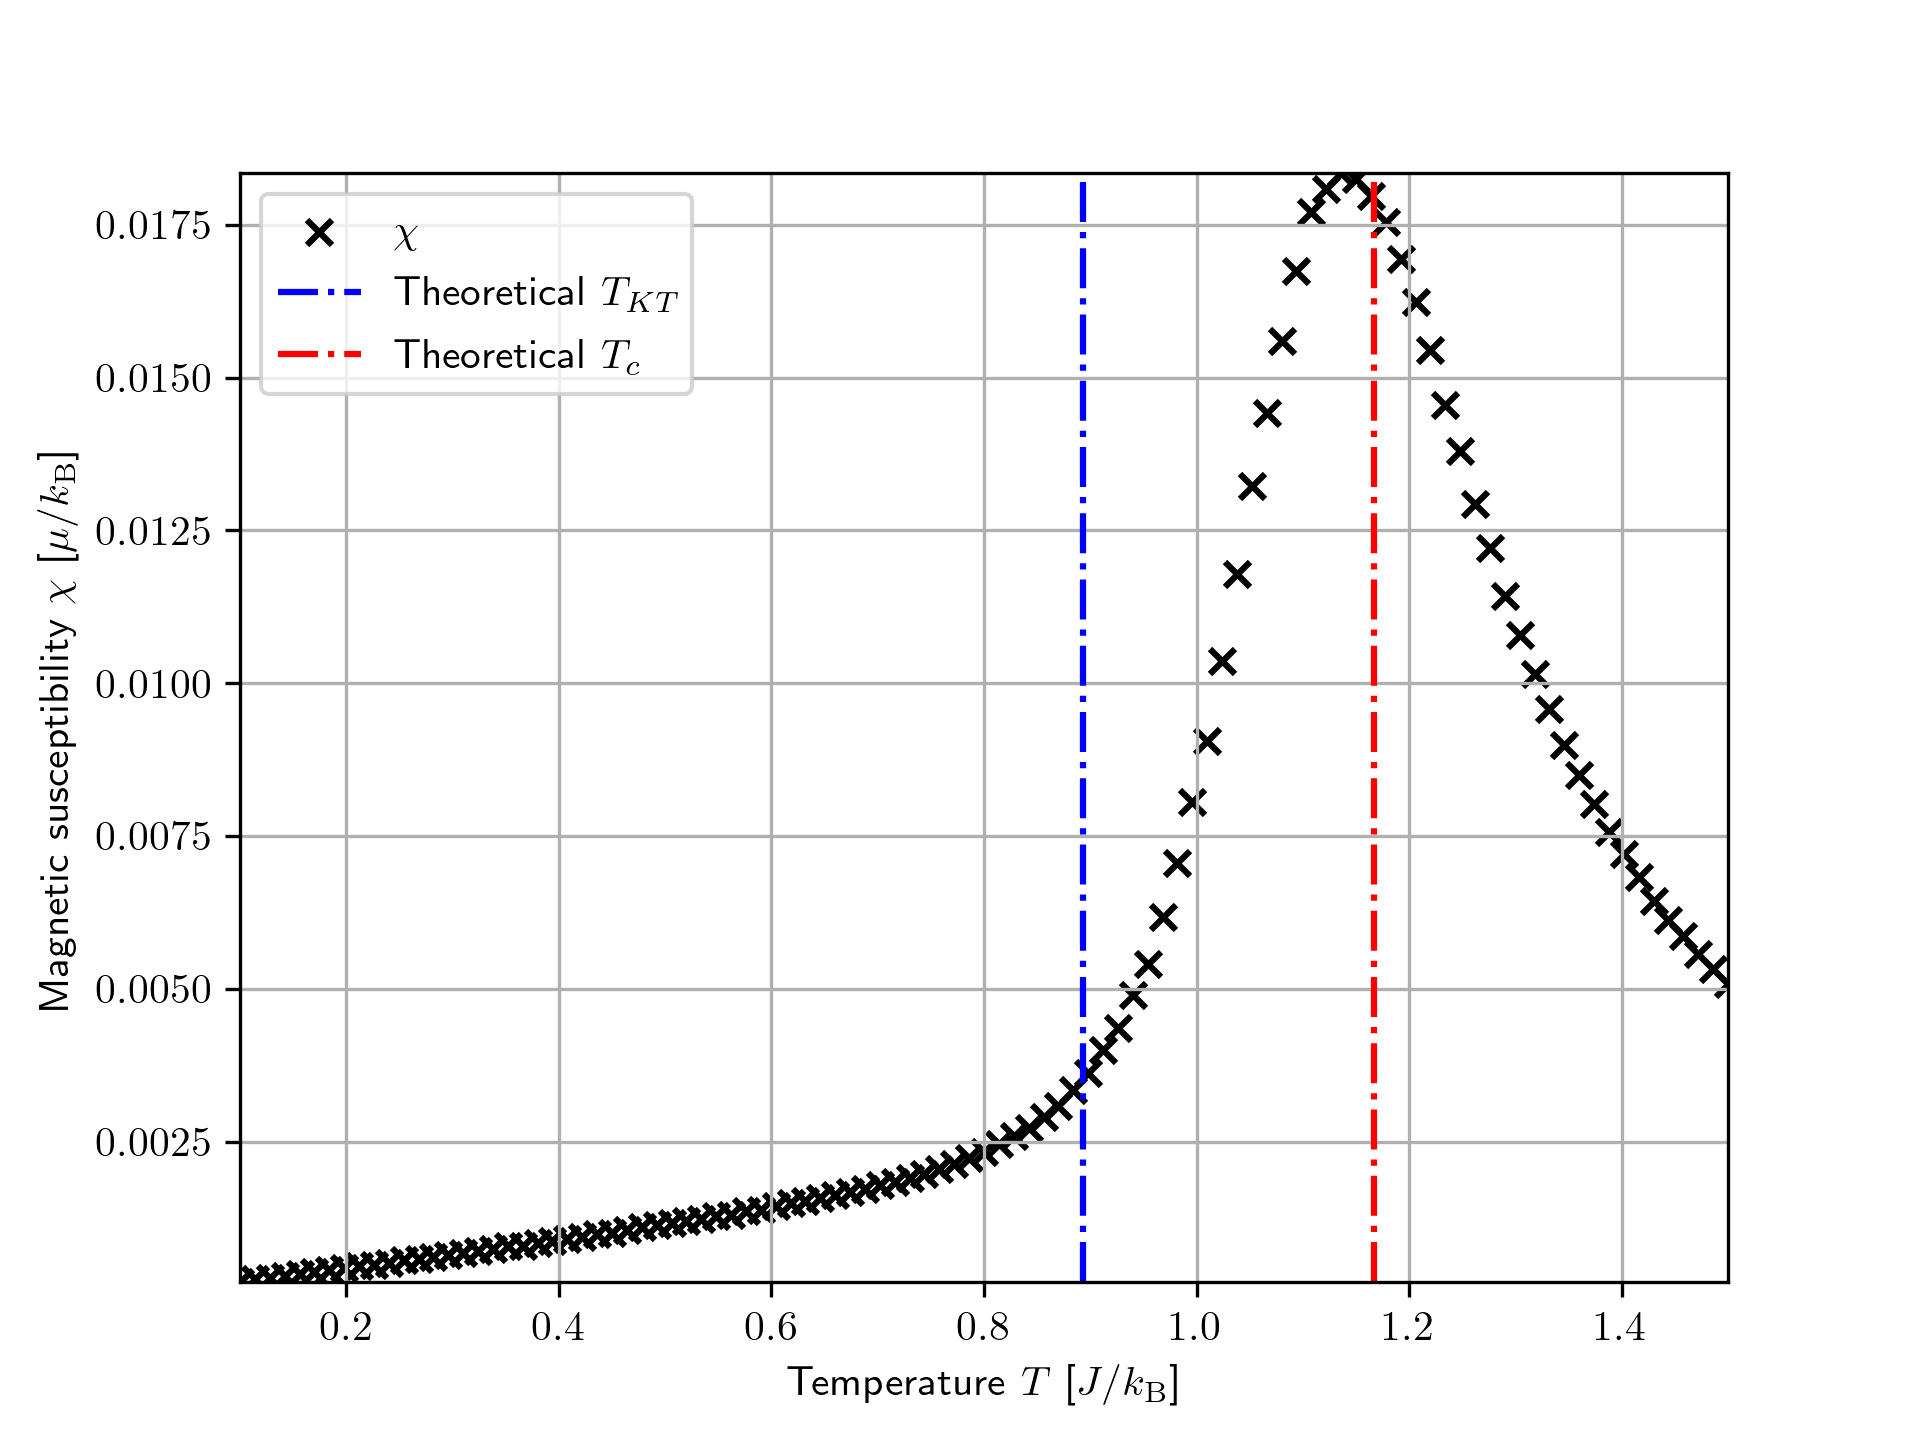 χ
Theoretical T_{KT}
Theoretical T_c
0.0175
0.0150
0.0125
0.0100
0.0075
0.0050
0.0025
Magnetic susceptibility χ [μ/k_B]
0.2 0.4 0.6 0.8 1.0 1.2 1.4
Temperature T [J/k_B]